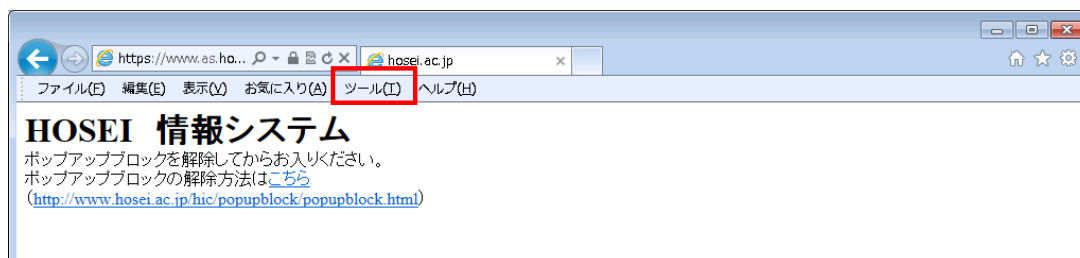 https://www.as.ho...
hosei.ac.jp
ファイル(F) 編集(E) 表示(V) お気に入り(A) ツール(T) ヘルプ(H)
HOSEI 情報システム
ポップアップブロックを解除してからお入りください。
ポップアップブロックの解除方法はこちら
(http://www.hosei.ac.jp/hic/popupblock/popupblock.html)